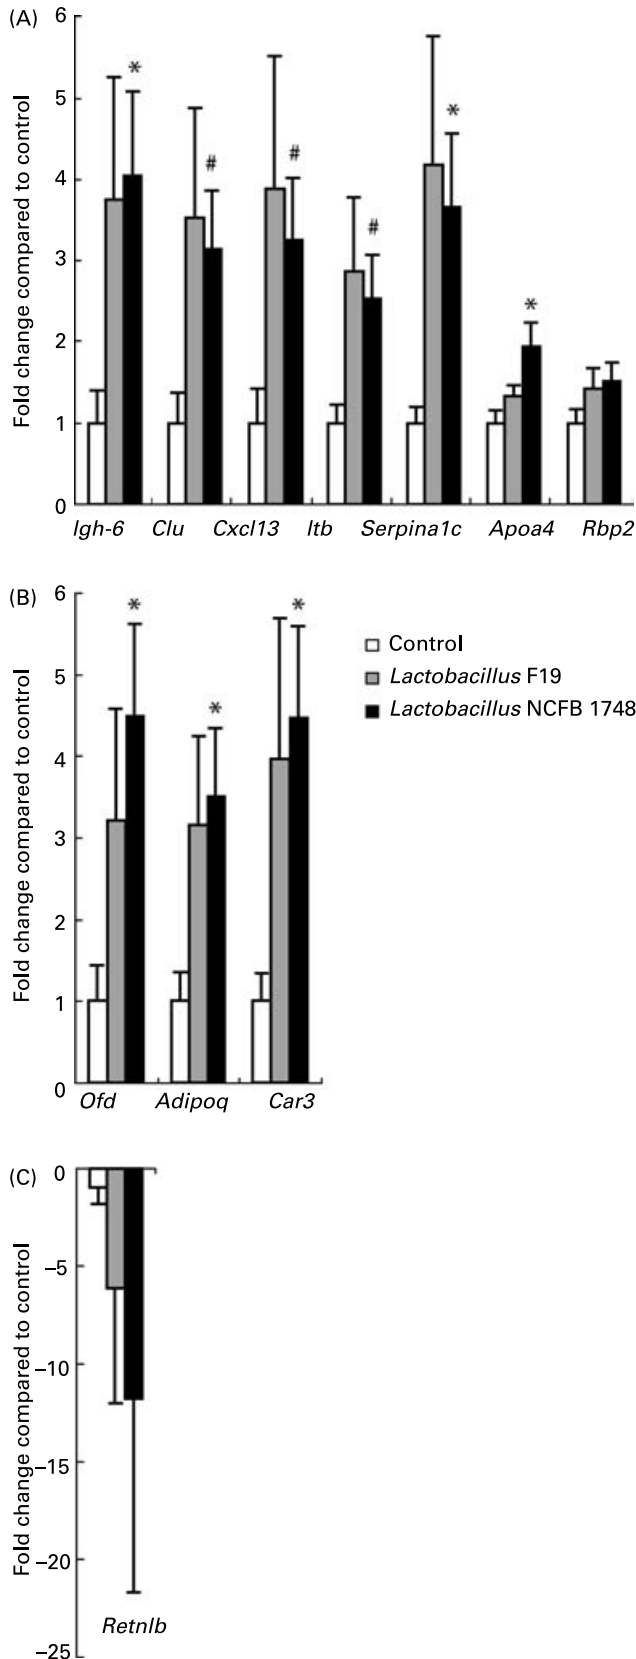 (A)
Fold change compared to control
6
5
4
3
2
1
0
*
#
#
#
*
*
Igh-6 Clu Cxcl13 Itb Serpina1c Apoa4 Rbp2
(B)
Fold change compared to control
6
5
4
3
2
1
0
*
*
*
Ofd Adipoq Car3
Control
Lactobacillus F19
Lactobacillus NCFB 1748
(C)
Fold change compared to control
0
−5
−10
−15
−20
−25
Retnlb